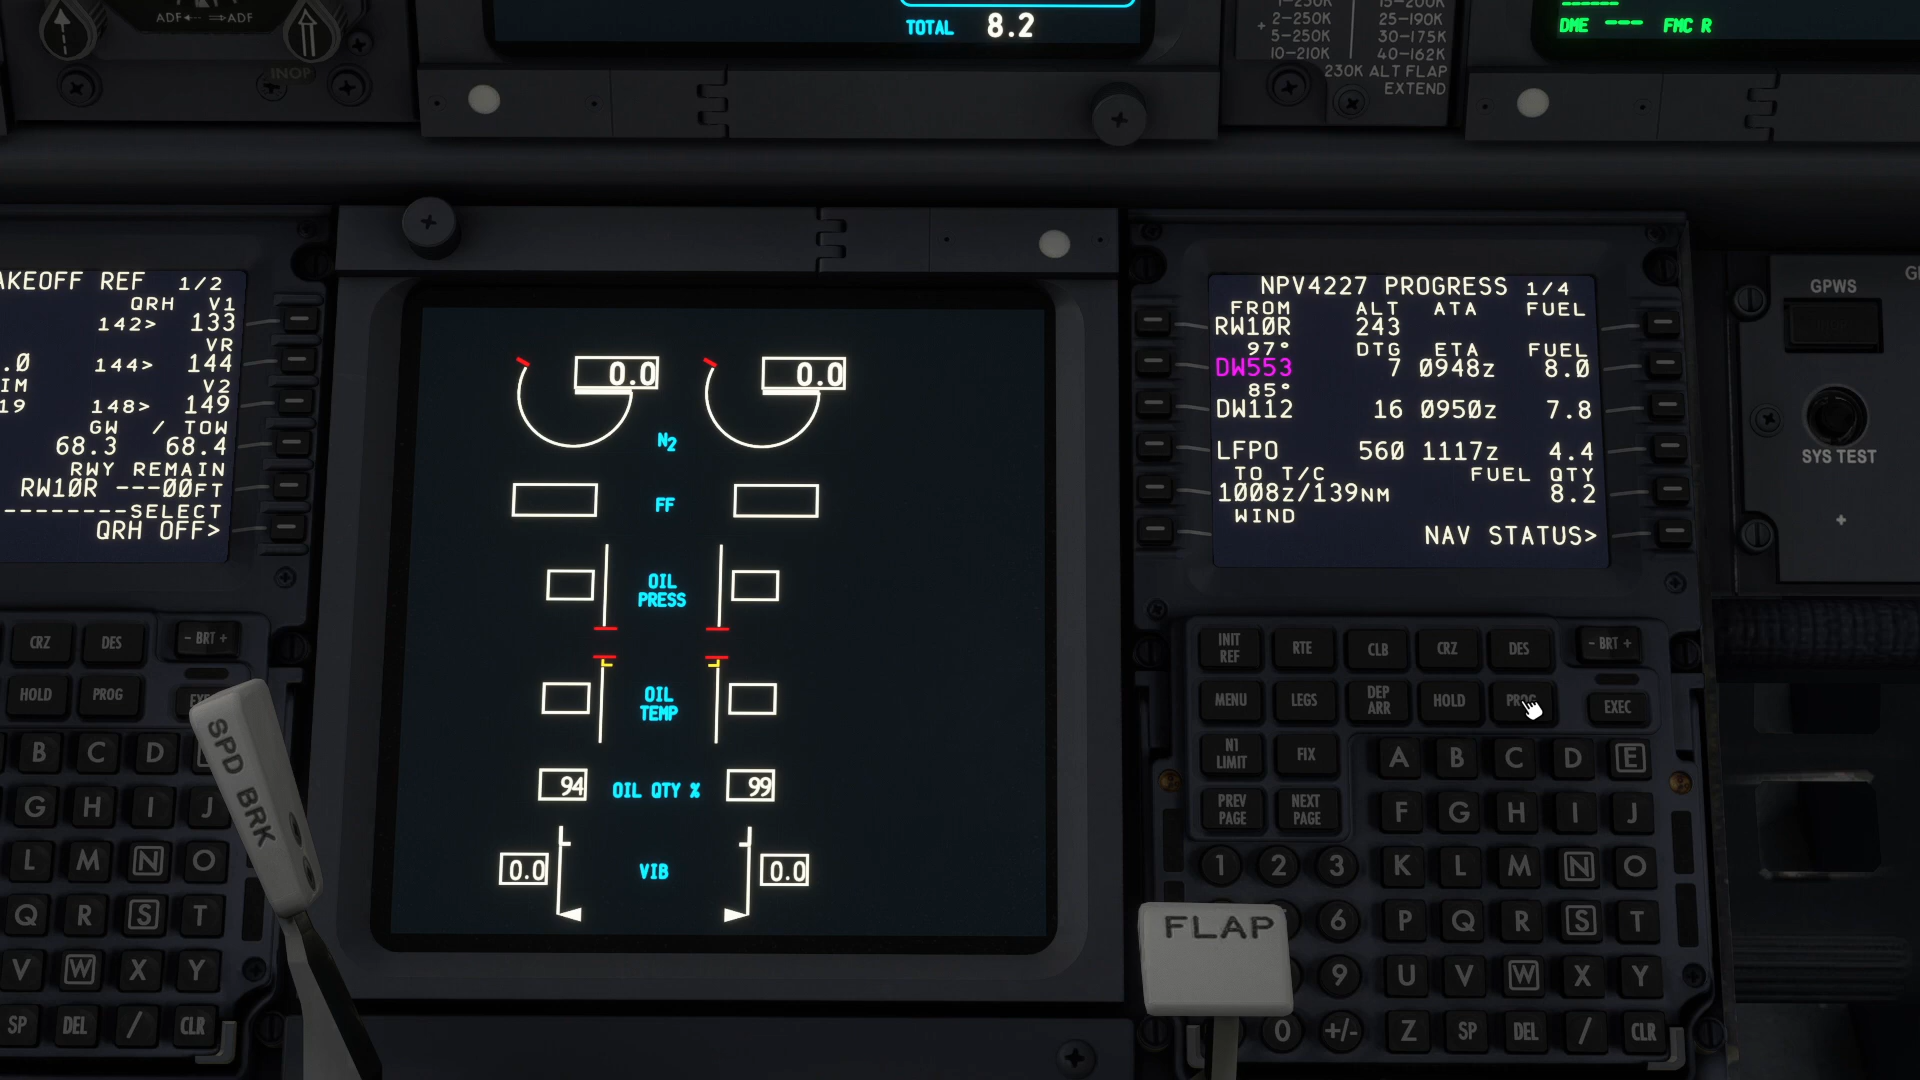 ADF ADF
INOP
TOTAL 8.2
2-250K 25-190K
5-250K 30-175K
10-210K 40-162K
230K ALT FLAP
EXTEND
DME --- FMC R
AKEOFF REF 1/2
QRH V1
142> 133
VR
.0 144> 144
IM V2
19 148> 149
GW / TOW
68.3 68.4
RWY REMAIN
RW10R ---00FT
--------SELECT
QRH OFF>
0.0 0.0
N2
FF
OIL
PRESS
OIL
TEMP
94 OIL QTY % 99
0.0 VIB 0.0
NPV4227 PROGRESS 1/4
FROM ALT ATA FUEL
RW10R 243
97° DTG ETA FUEL
DW553 7 0948z 8.0
85°
DW112 16 0950z 7.8
LFPO 560 1117z 4.4
TO T/C FUEL QTY
1008z/139NM 8.2
WIND
NAV STATUS>
GPWS
SYS TEST
CRZ DES - BRT +
HOLD PROG
B C D
G H I J
L M N O
Q R S T
V W X Y
SP DEL / CLR
SPD BRK
INIT REF RTE CLB CRZ DES - BRT +
MENU LEGS DEP ARR HOLD PROG EXEC
N1 LIMIT FIX A B C D E
PREV PAGE NEXT PAGE F G H I J
1 2 3 K L M N O
6 P Q R S T
FLAP
9 U V W X Y
0 +/- Z SP DEL / CLR